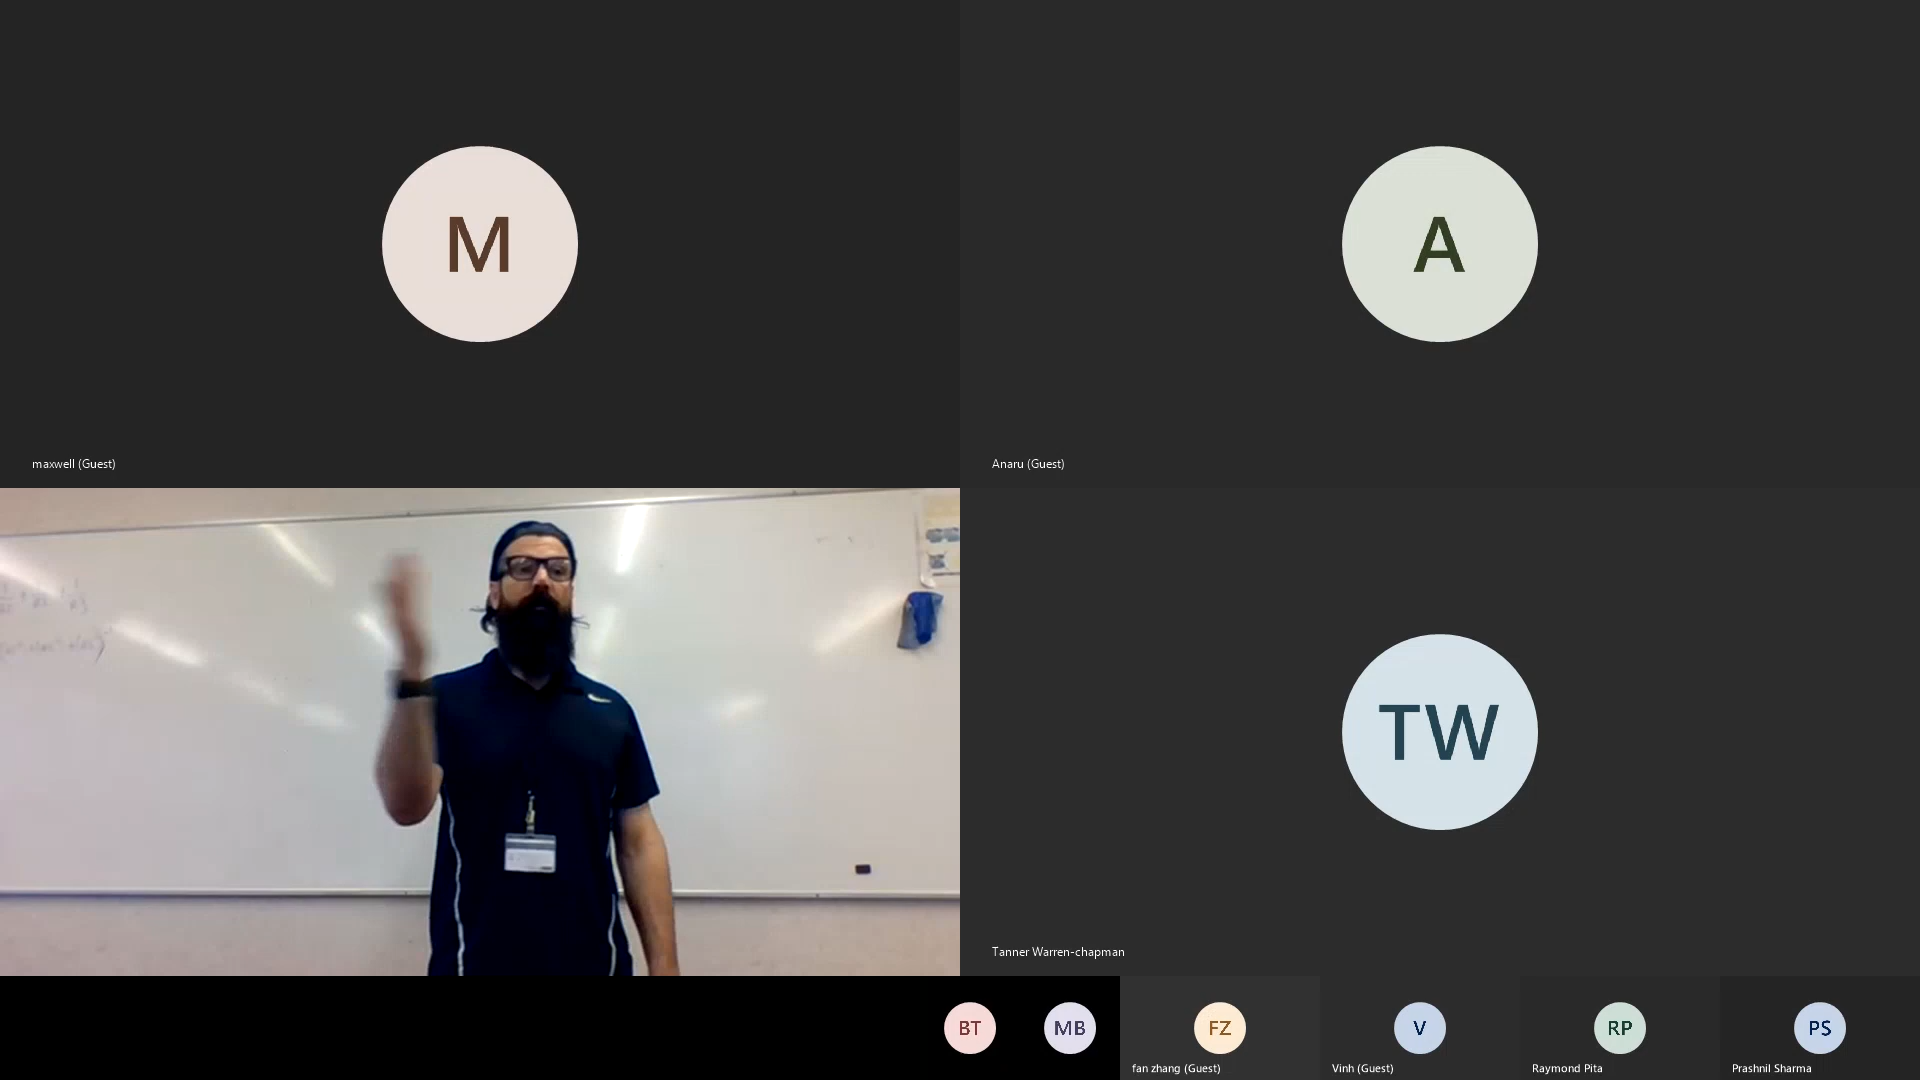 M
A
maxwell (Guest)
Anaru (Guest)
TW
Tanner Warren-chapman
BT
MB
FZ
V
RP
PS
fan zhang (Guest)
Vinh (Guest)
Raymond Pita
Prashnil Sharma